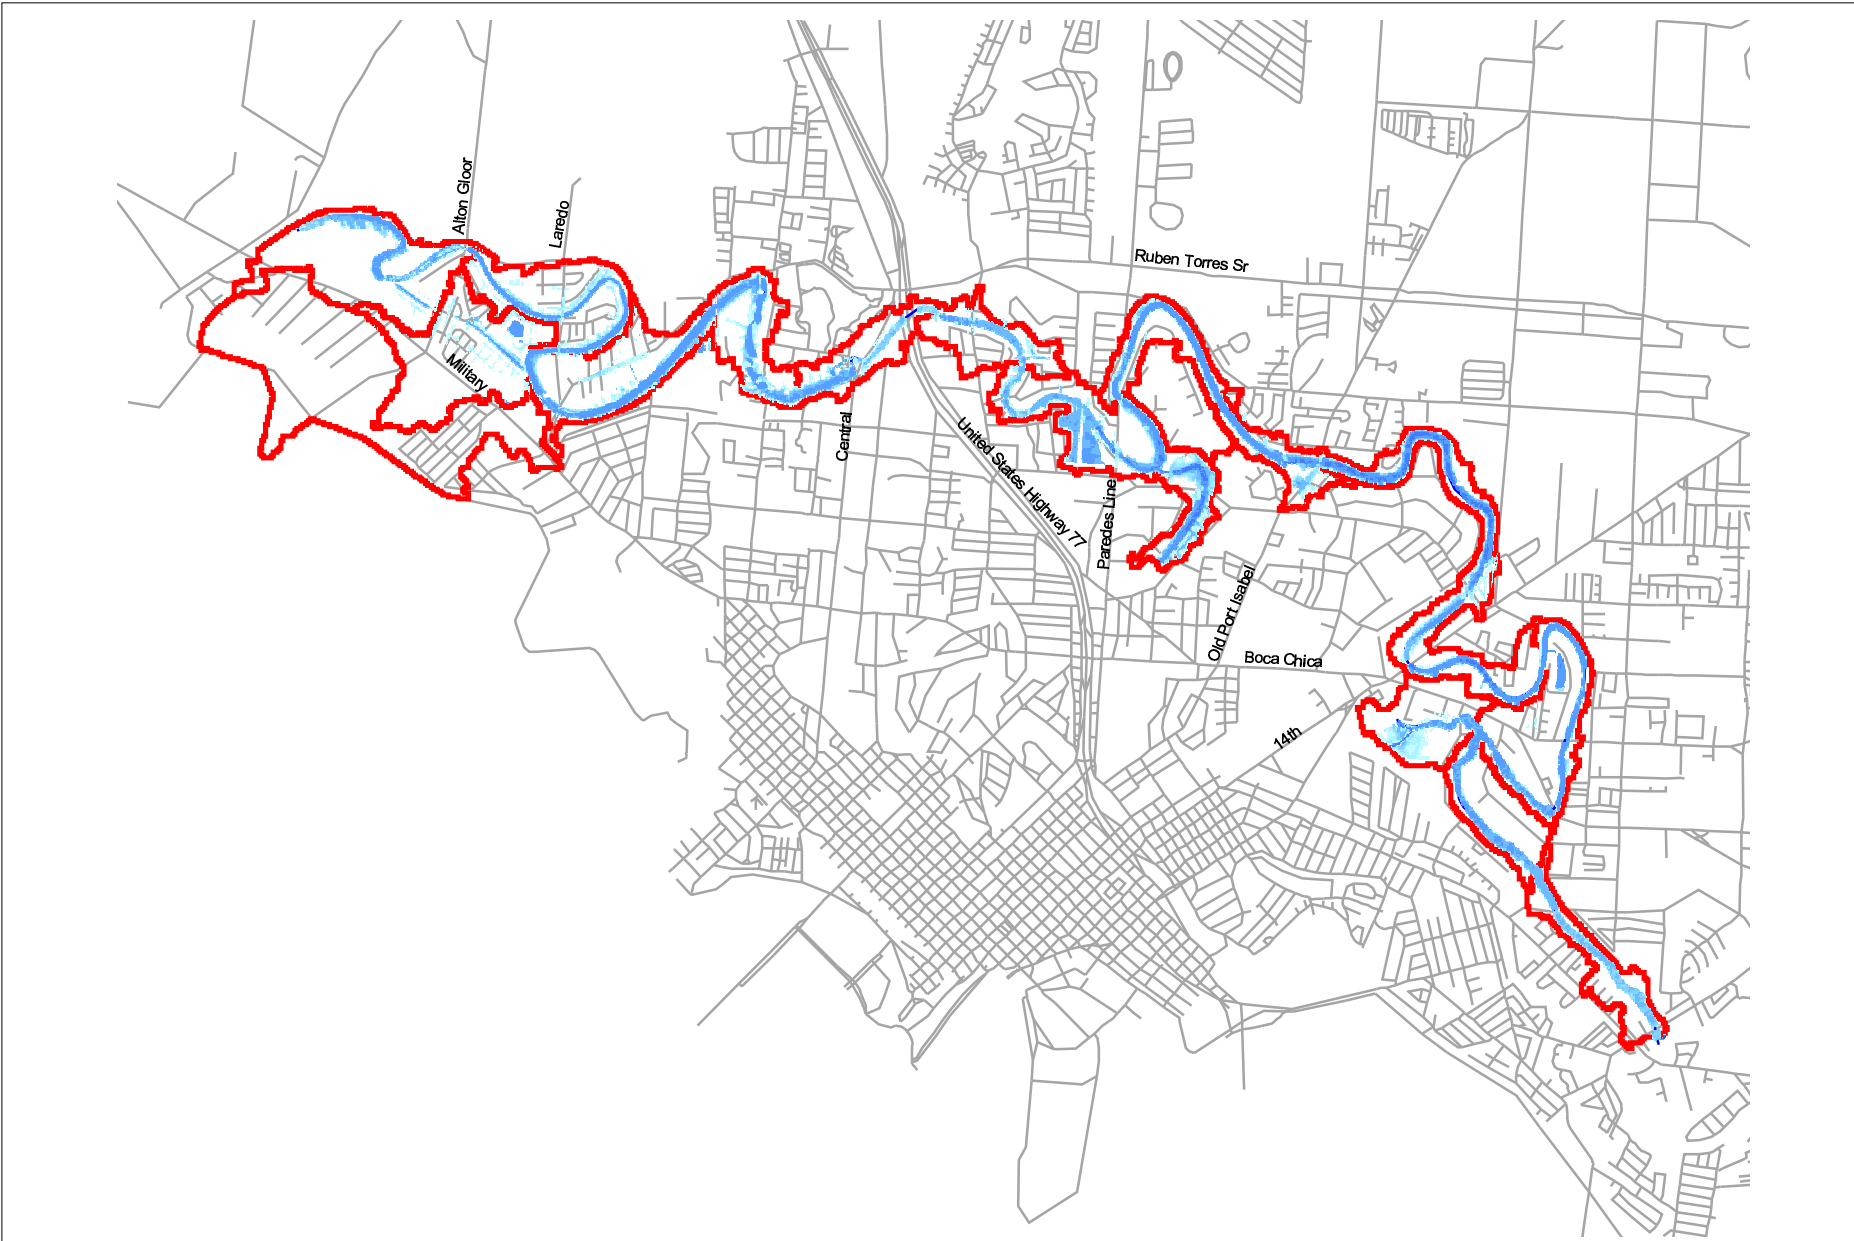 Alton Gloor
Laredo
Ruben Torres Sr
Military
Central
United States Highway 77
Paredes Line
Old Port Isabel
Boca Chica
14th